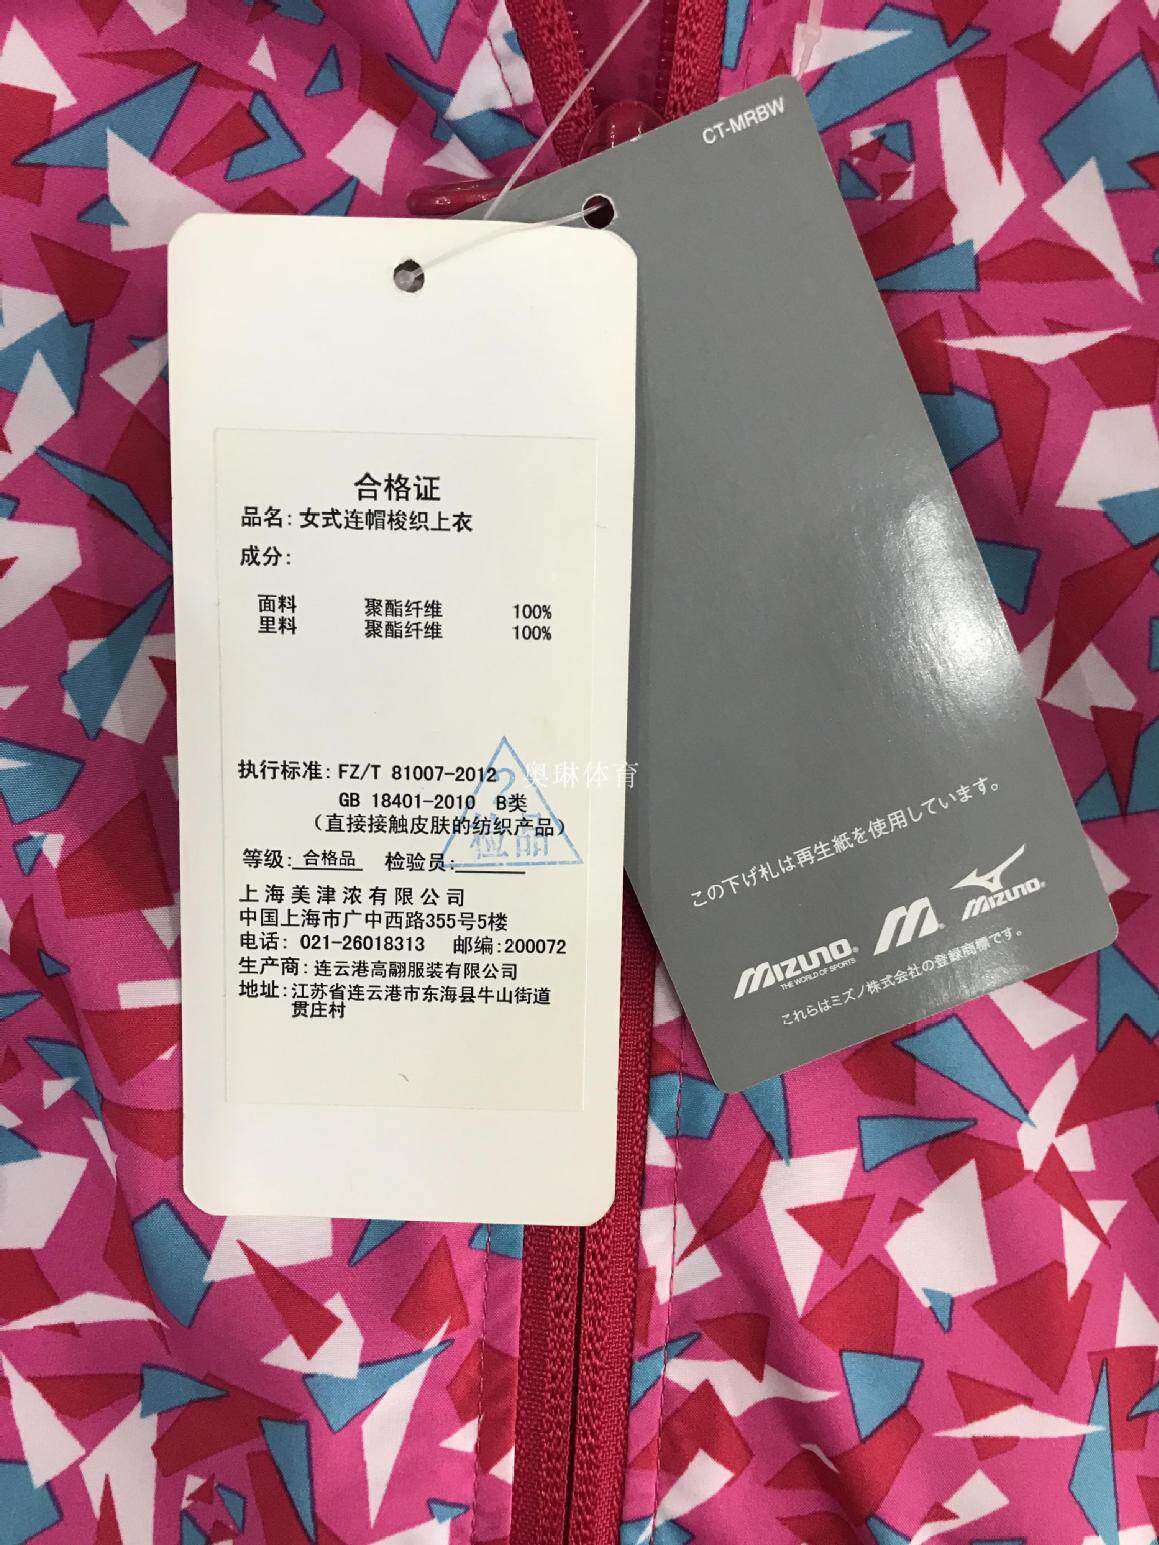 合格证
品名:女式连帽梭织上衣
成分:
面料 聚酯纤维 100%
里料 聚酯纤维 100%
执行标准:FZ/T 81007-2012
GB 18401-2010 B类
(直接接触皮肤的纺织产品)
等级:合格品 检验员:
2
检品
上海美津浓有限公司
中国上海市广中西路355号5楼
电话: 021-26018313 邮编:200072
生产商:连云港高翮服装有限公司
地址:江苏省连云港市东海县牛山街道
贯庄村
奥琳体育
CT-MRBW
この下げ札は再生紙を使用しています。
MIZUNO®
THE WORLD OF SPORTS
M®
MIZUNO®
これらはミズノ株式会社の登録商標です。